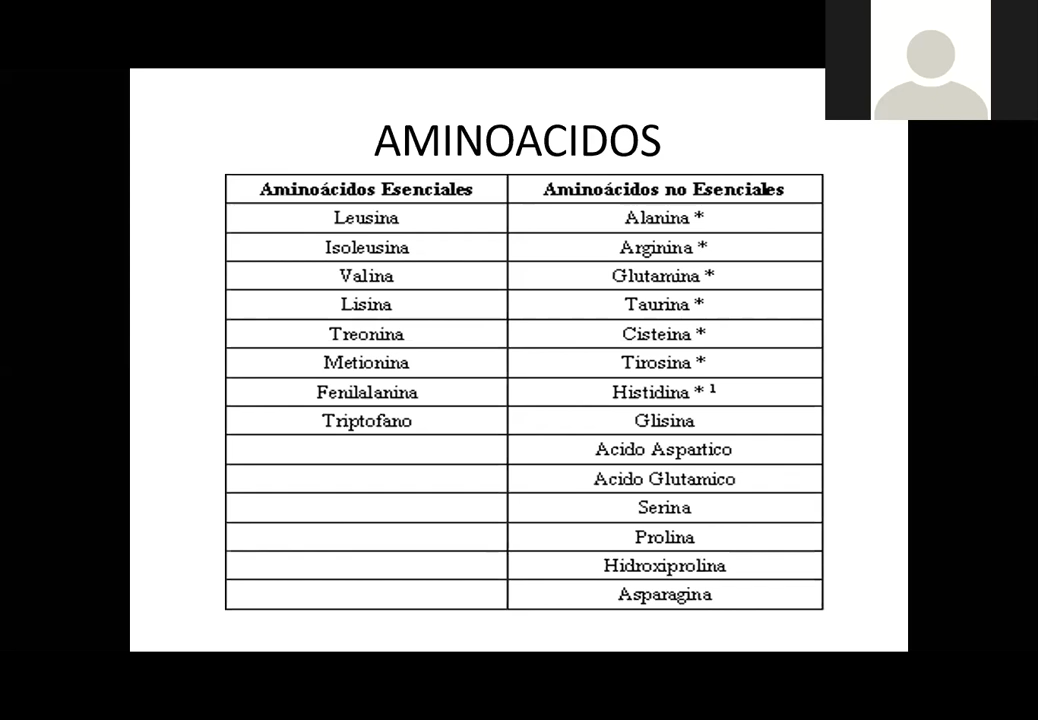 AMINOACIDOS
Aminoácidos Esenciales Aminoácidos no Esenciales
Leusina Alanina *
Isoleusina Arginina *
Valina Glutamina *
Lisina Taurina *
Treonina Cisteina *
Metionina Tirosina *
Fenilalanina Histidina * ¹
Triptofano Glisina
Acido Aspartico
Acido Glutamico
Serina
Prolina
Hidroxiprolina
Asparagina